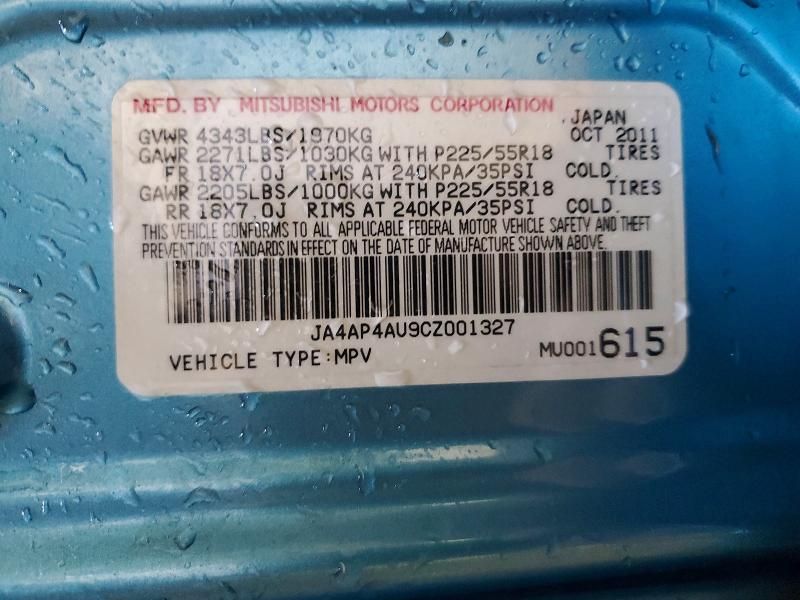 MFD. BY MITSUBISHI MOTORS CORPORATION
JAPAN
GVWR 4343LBS/1970KG OCT 2011
GAWR 2271LBS/1030KG WITH P225/55R18 TIRES
FR 18X7.0J RIMS AT 240KPA/35PSI COLD.
GAWR 2205LBS/1000KG WITH P225/55R18 TIRES
RR 18X7.0J RIMS AT 240KPA/35PSI COLD.
THIS VEHICLE CONFORMS TO ALL APPLICABLE FEDERAL MOTOR VEHICLE SAFETY AND THEFT
PREVENTION STANDARDS IN EFFECT ON THE DATE OF MANUFACTURE SHOWN ABOVE.
JA4AP4AU9CZ001327
VEHICLE TYPE:MPV MU001615